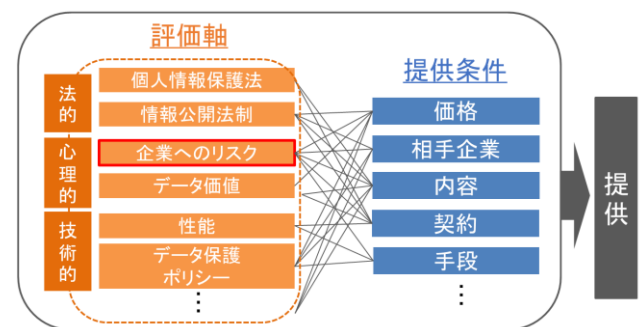 評価軸
提供条件
法的
個人情報保護法
情報公開法制
心理的
企業へのリスク
データ価値
技術的
性能
データ保護
ポリシー
⋮
価格
相手企業
内容
契約
手段
⋮
提供